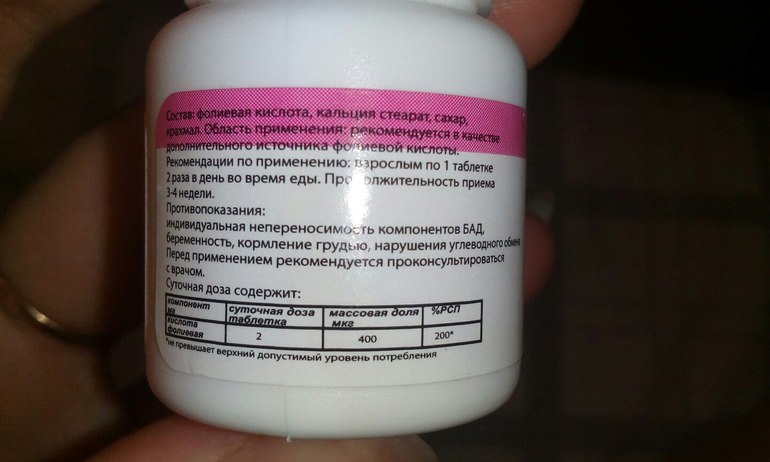 Состав: фолиевая кислота, кальция стеарат, сахар,
крахмал. Область применения: рекомендуется в качестве
дополнительного источника фолиевой кислоты.
Рекомендации по применению: взрослым по 1 таблетке
2 раза в день во время еды. Продолжительность приема
3-4 недели.
Противопоказания:
индивидуальная непереносимость компонентов БАД,
беременность, кормление грудью, нарушения углеводного обмена
Перед применением рекомендуется проконсультироваться
с врачом.
Суточная доза содержит:
компонент суточная доза массовая доля %РСП
на таблетка мкг
кислота 2 400 200*
фолиевая
*не превышает верхний допустимый уровень потребления